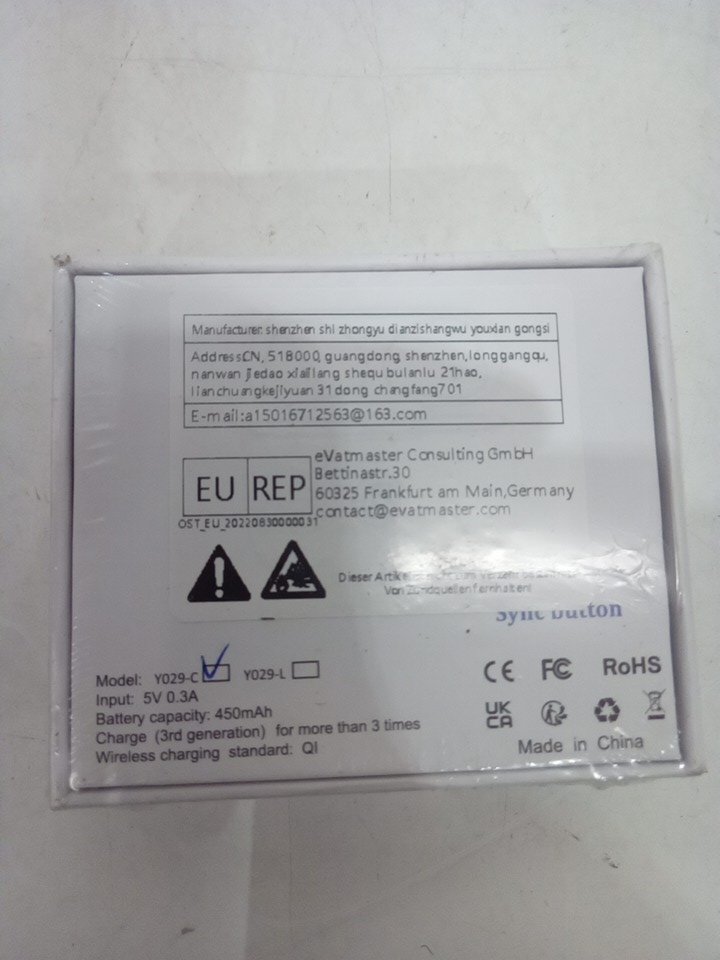 Manufacturer: shenzhen shi zhongyu dianzishangwu youxian gongsi
AddressCN, 518000, guangdong, shenzhen, longgangqu,
nanwan jiedao xialilang shequ bulanlu 21hao,
lianchuangkejiyuan 31 dong changfang701
E-mail:a15016712563@163.com
EU REP
eVatmaster Consulting GmbH
Bettinastr.30
60325 Frankfurt am Main,Germany
contact@evatmaster.com
OST_EU_20220830000031
Dieser Artikel
Von Zündquellen fernhalten!
Sync button
Model: Y029-C Y029-L
Input: 5V 0.3A
Battery capacity: 450mAh
Charge (3rd generation) for more than 3 times
Wireless charging standard: QI
CE FC RoHS
UK
CA
Made in China